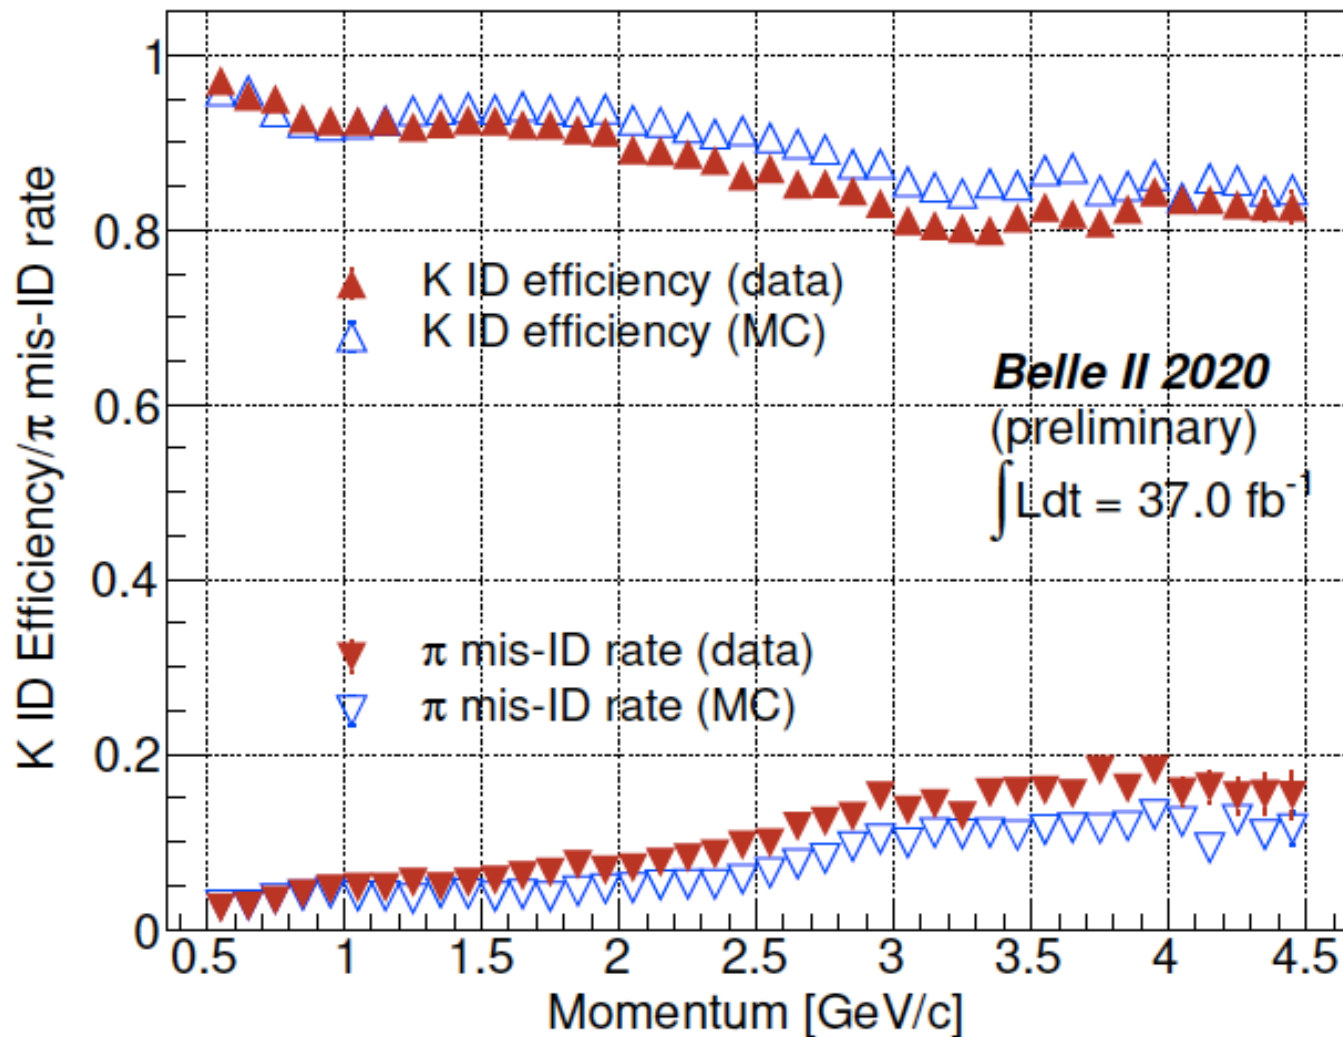 K ID Efficiency/π mis-ID rate
1
0.8
0.6
0.4
0.2
0
K ID efficiency (data)
K ID efficiency (MC)
Belle II 2020
(preliminary)
∫Ldt = 37.0 fb⁻¹
π mis-ID rate (data)
π mis-ID rate (MC)
0.5 1 1.5 2 2.5 3 3.5 4 4.5
Momentum [GeV/c]